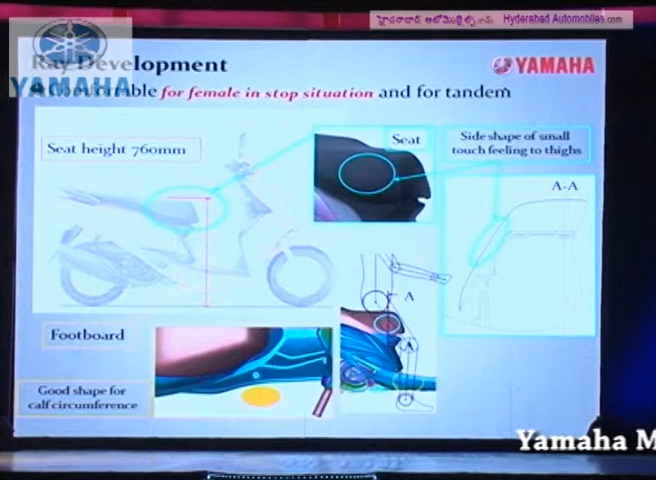 హైదరాబాద్ ఆటోమొబైల్స్.కామ్ Hyderabad Automobiles.com
Ray Development
YAMAHA
YAMAHA
Comfortable for female in stop situation and for tandem
Seat height 760mm
Seat
Side shape of small
touch feeling to thighs
A-A
A
A
Footboard
Good shape for
calf circumference
Yamaha M